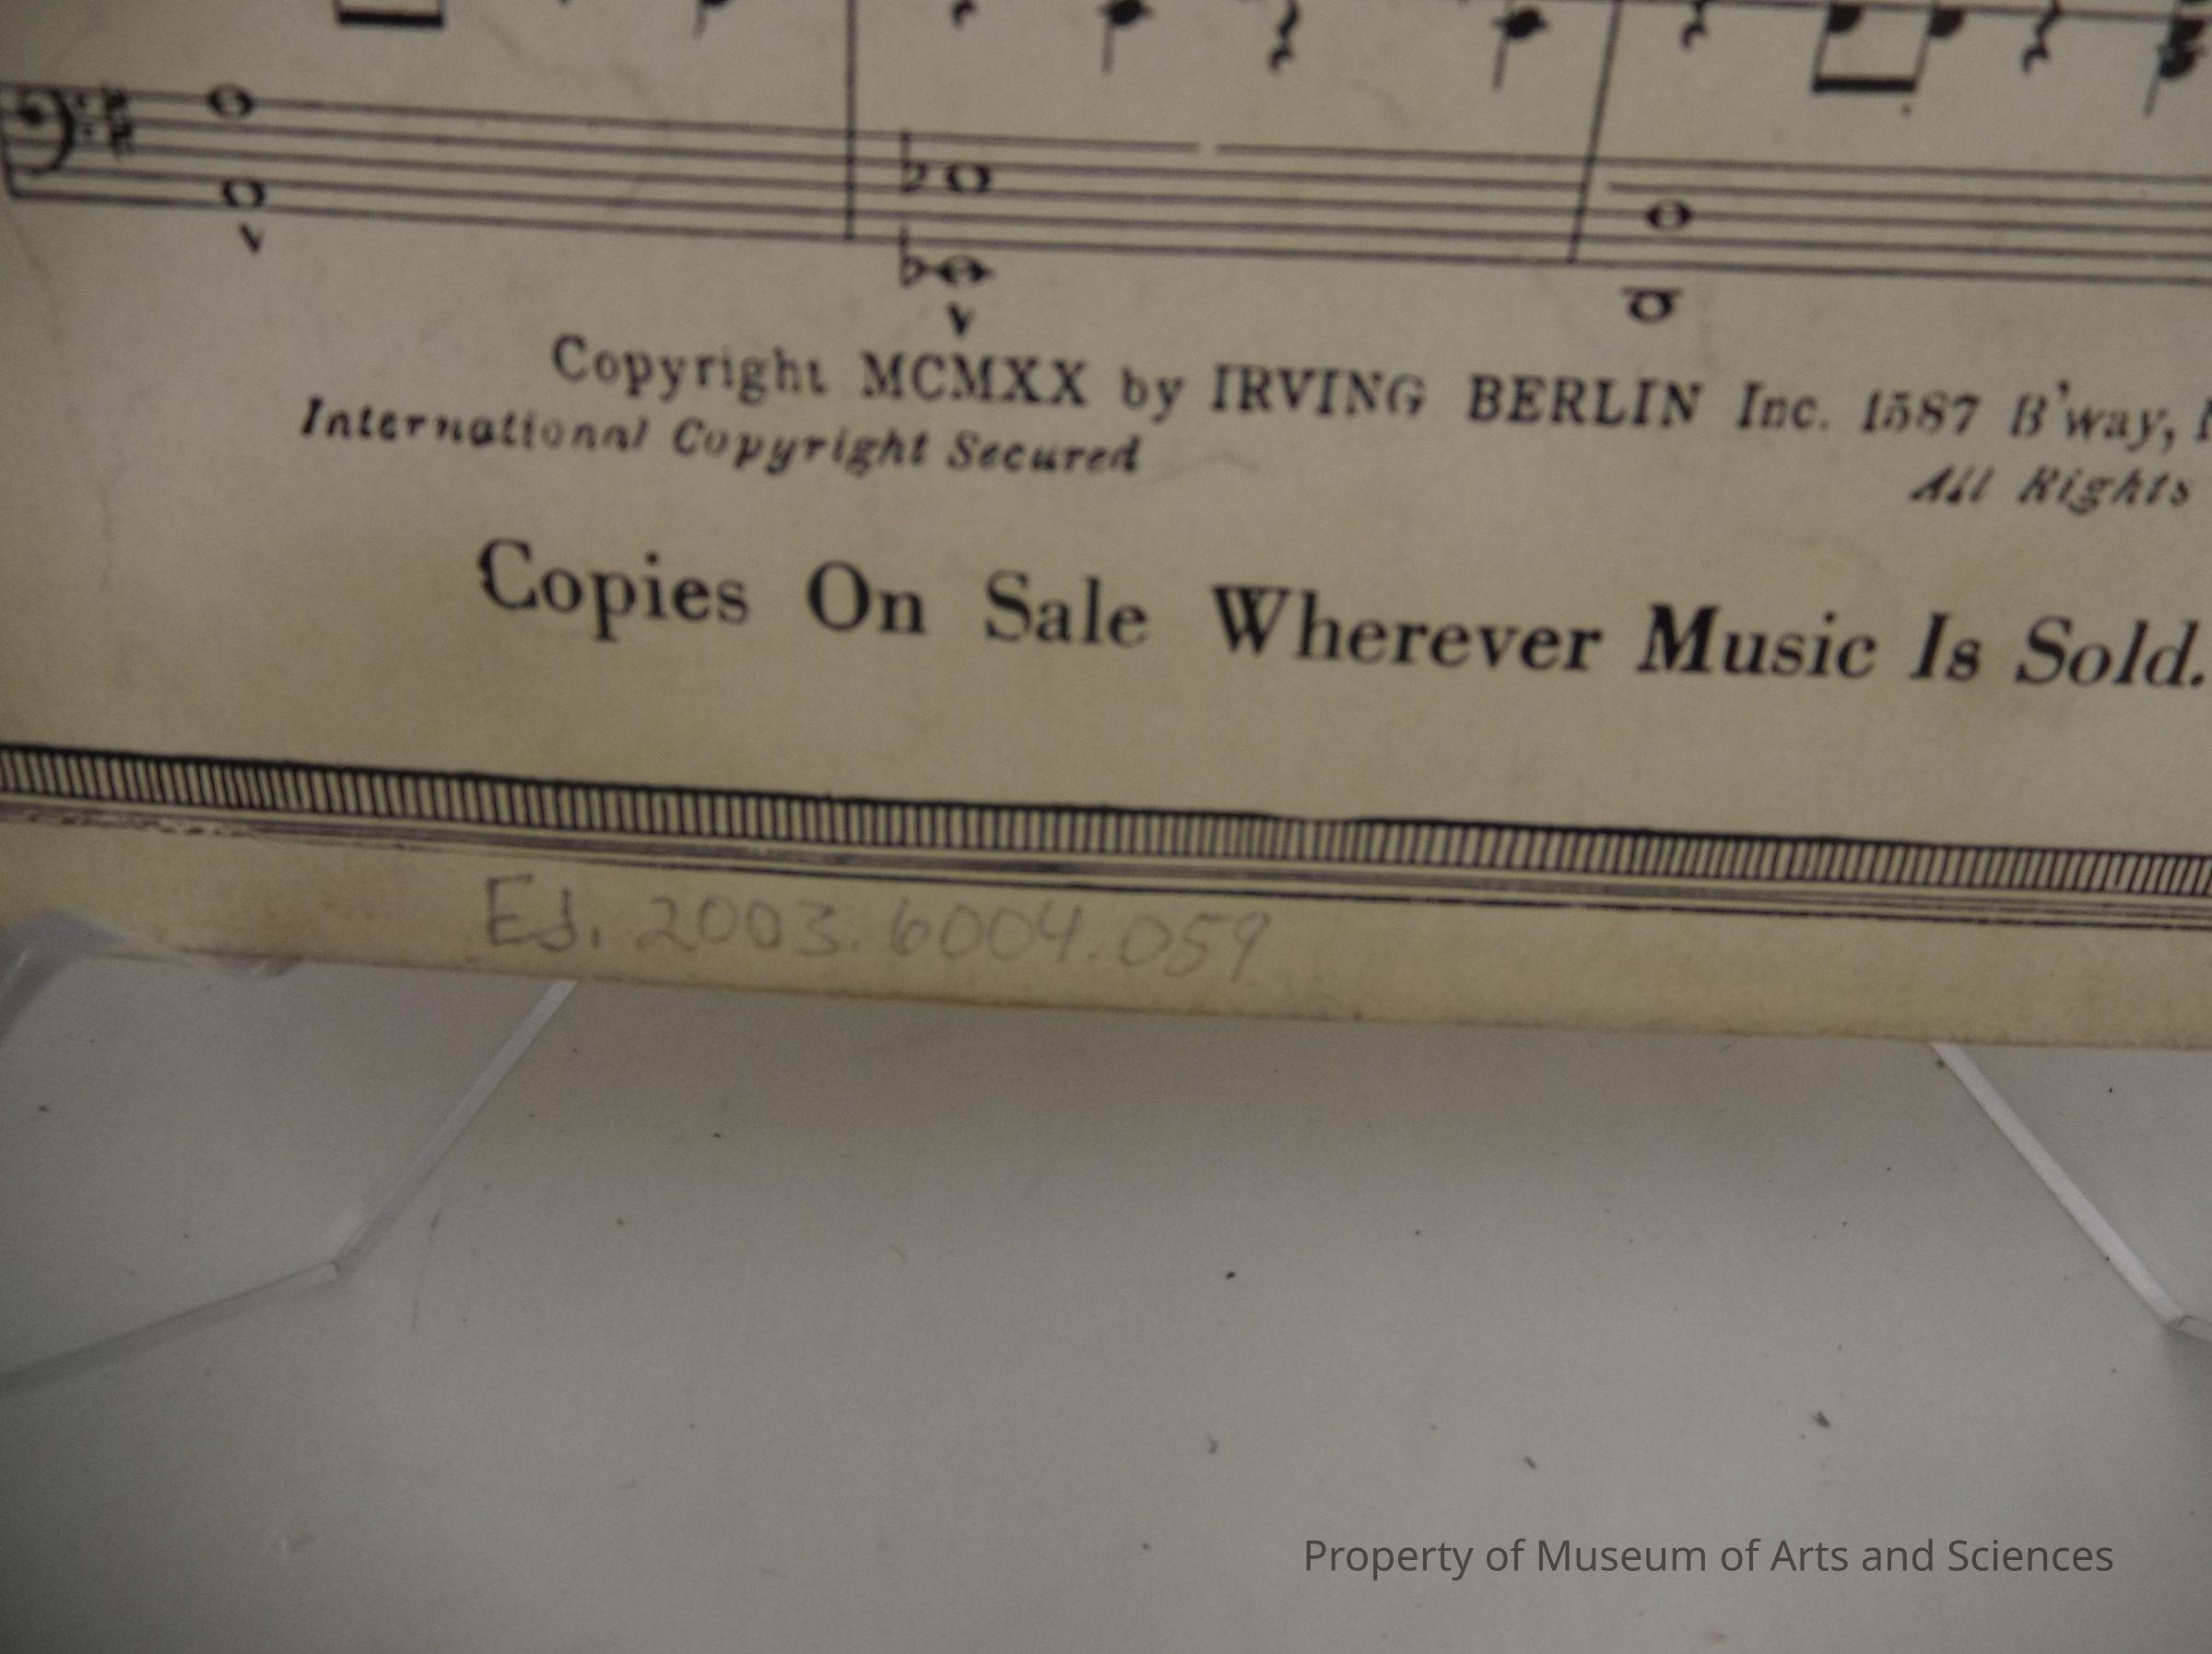 Copyright MCMXX by IRVING BERLIN Inc. 1587 B'way,
International Copyright Secured
All Rights
Copies On Sale Wherever Music Is Sold.
Ed. 2003.6004.059
Property of Museum of Arts and Sciences